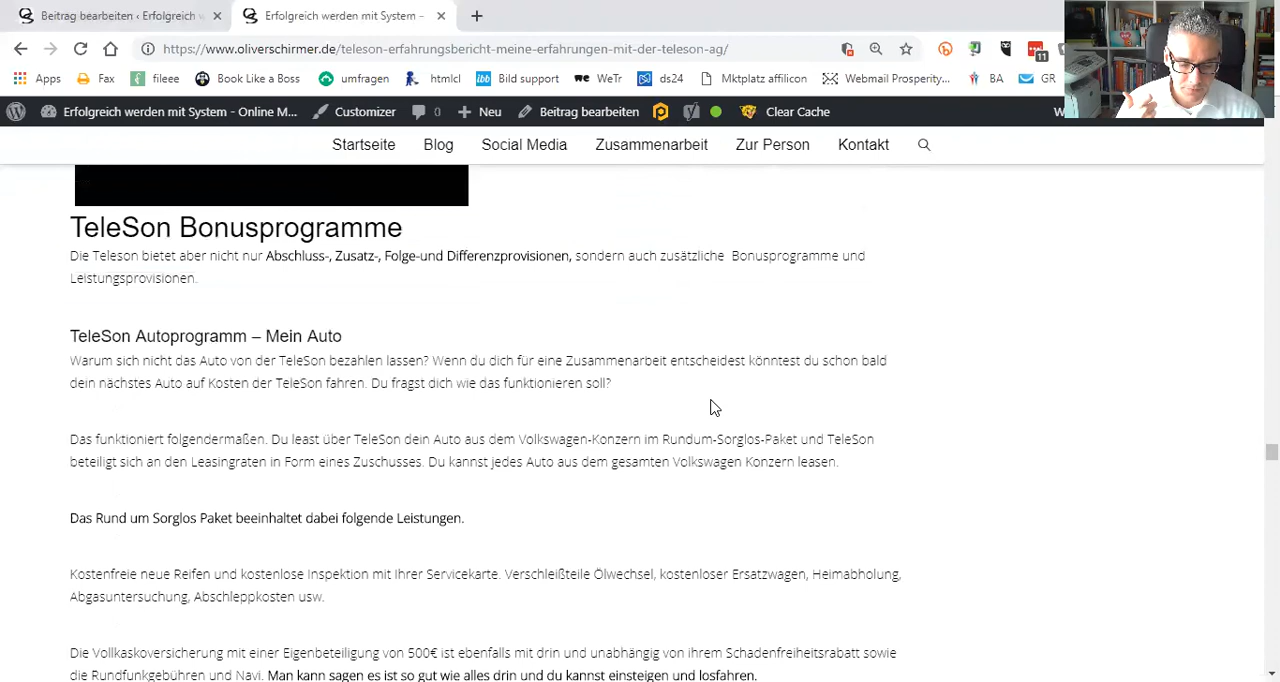 Beitrag bearbeiten ‹ Erfolgreich
Erfolgreich werden mit System –
https://www.oliverschirmer.de/teleson-erfahrungsbericht-meine-erfahrungen-mit-der-teleson-ag/
11
Apps Fax fileee Book Like a Boss umfragen htmlcl Bild support WeTr ds24 Mktplatz affilicon Webmail Prosperity... BA GR
Erfolgreich werden mit System – Online M... Customizer 0 Neu Beitrag bearbeiten Clear Cache W
Startseite Blog Social Media Zusammenarbeit Zur Person Kontakt
TeleSon Bonusprogramme
Die Teleson bietet aber nicht nur Abschluss-, Zusatz-, Folge-und Differenzprovisionen, sondern auch zusätzliche Bonusprogramme und
Leistungsprovisionen.
TeleSon Autoprogramm – Mein Auto
Warum sich nicht das Auto von der TeleSon bezahlen lassen? Wenn du dich für eine Zusammenarbeit entscheidest könntest du schon bald
dein nächstes Auto auf Kosten der TeleSon fahren. Du fragst dich wie das funktionieren soll?
Das funktioniert folgendermaßen. Du least über TeleSon dein Auto aus dem Volkswagen-Konzern im Rundum-Sorglos-Paket und TeleSon
beteiligt sich an den Leasingraten in Form eines Zuschusses. Du kannst jedes Auto aus dem gesamten Volkswagen Konzern leasen.
Das Rund um Sorglos Paket beeinhaltet dabei folgende Leistungen.
Kostenfreie neue Reifen und kostenlose Inspektion mit Ihrer Servicekarte. Verschleißteile Ölwechsel, kostenloser Ersatzwagen, Heimabholung,
Abgasuntersuchung, Abschleppkosten usw.
Die Vollkaskoversicherung mit einer Eigenbeteiligung von 500€ ist ebenfalls mit drin und unabhängig von ihrem Schadenfreiheitsrabatt sowie
die Rundfunkgebühren und Navi. Man kann sagen es ist so gut wie alles drin und du kannst einsteigen und losfahren.